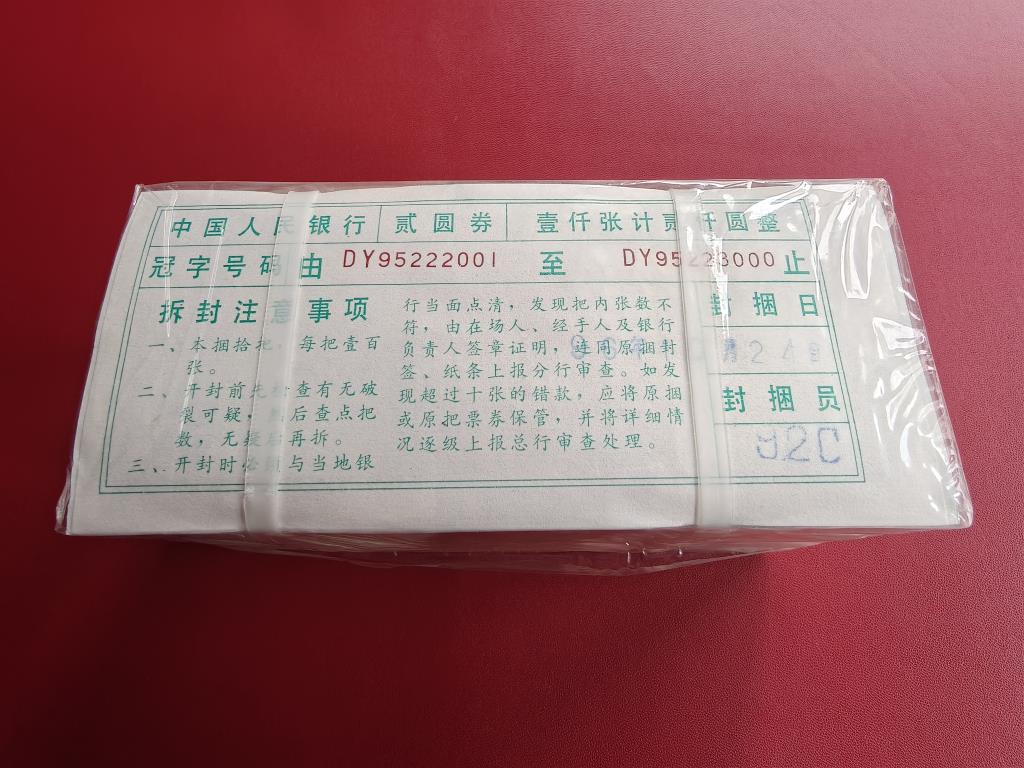 中国人民银行 贰圆券 壹仟张计贰仟圆整
冠字号码由 DY95222001 至 DY95223000 止
拆封注意事项
一、本捆拾把，每把壹百
张。
二、开封前先检查有无破
裂可疑，然后查点把
数，无疑后再拆。
三、开封时必须与当地银
行当面点清，发现把内张数不
符，由在场人、经手人及银行
负责人签章证明，连同原捆封
签、纸条上报分行审查。如发
现超过十张的错款，应将原捆
或原把票券保管，并将详细情
况逐级上报总行审查处理。
封捆日
封捆员
92C